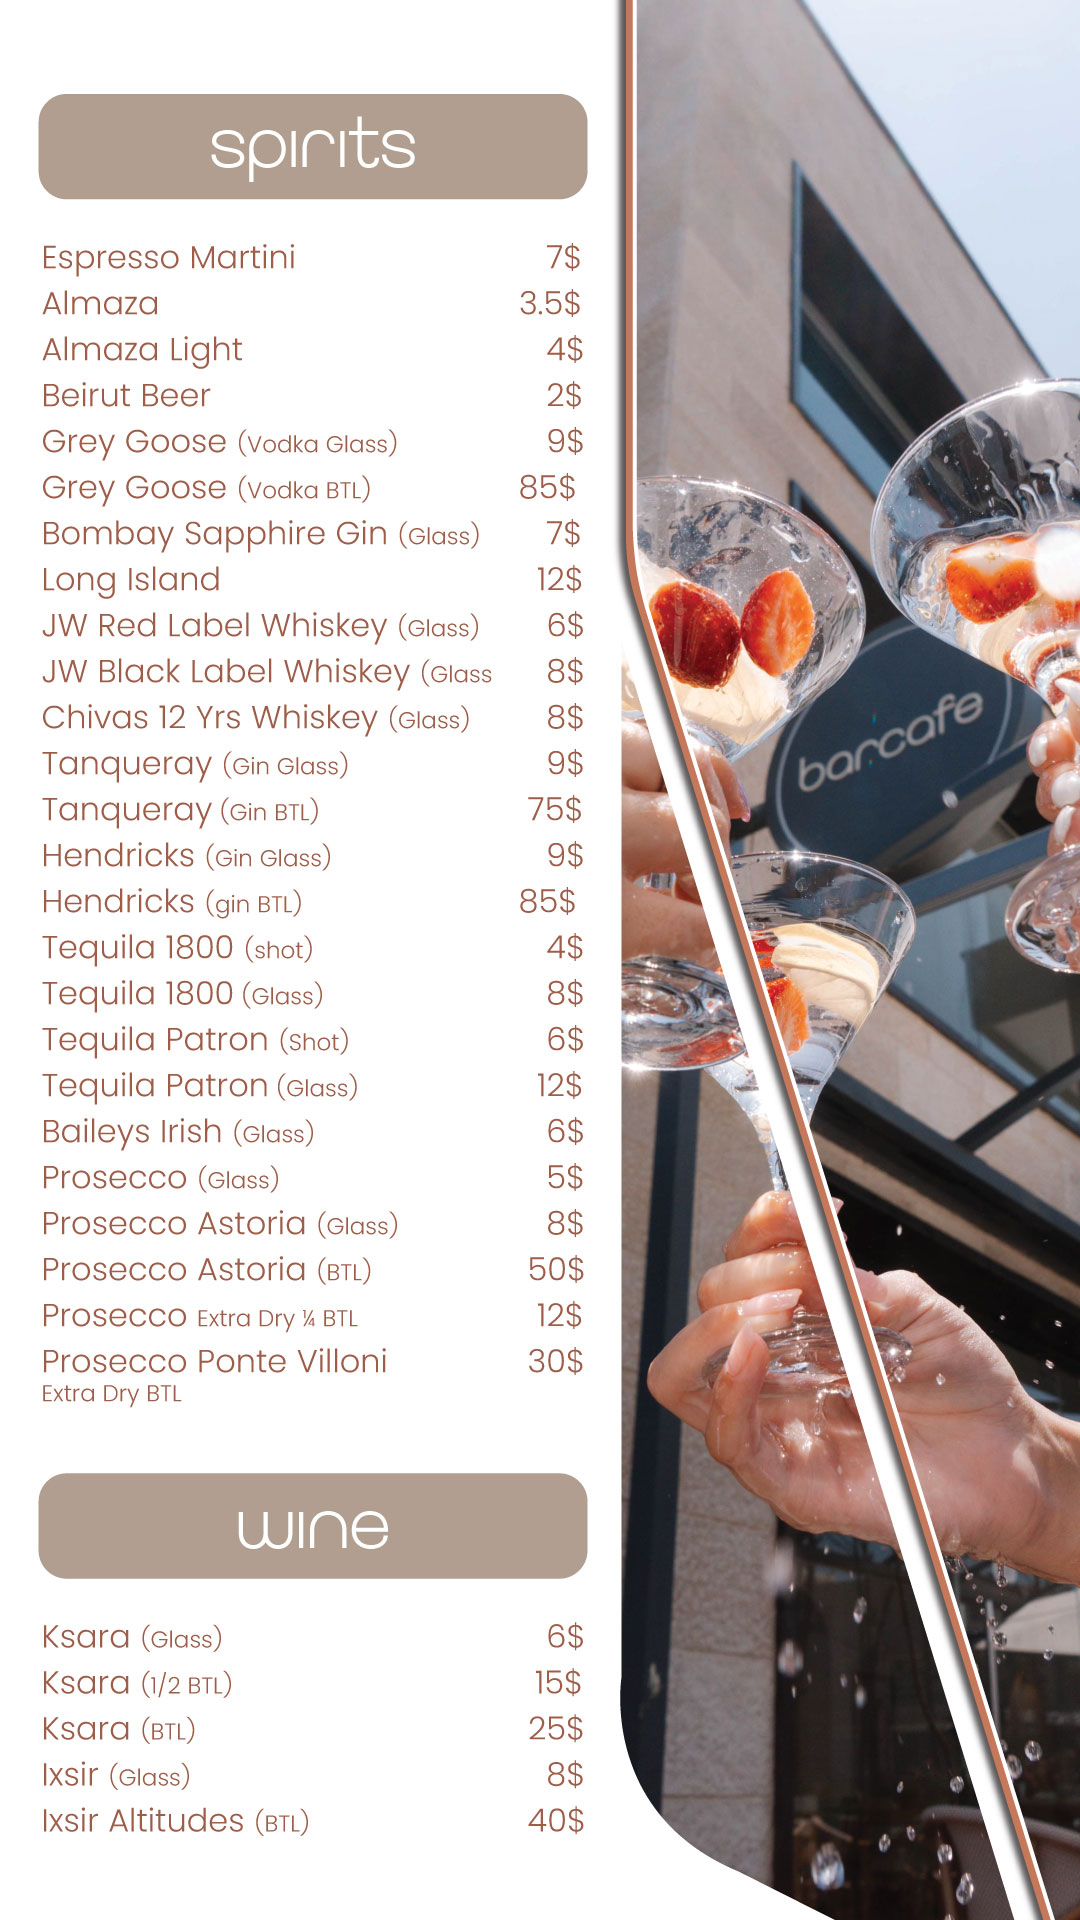 spirits
Espresso Martini 7$
Almaza 3.5$
Almaza Light 4$
Beirut Beer 2$
Grey Goose (Vodka Glass) 9$
Grey Goose (Vodka BTL) 85$
Bombay Sapphire Gin (Glass) 7$
Long Island 12$
JW Red Label Whiskey (Glass) 6$
JW Black Label Whiskey (Glass 8$
Chivas 12 Yrs Whiskey (Glass) 8$
Tanqueray (Gin Glass) 9$
Tanqueray (Gin BTL) 75$
Hendricks (Gin Glass) 9$
Hendricks (gin BTL) 85$
Tequila 1800 (shot) 4$
Tequila 1800 (Glass) 8$
Tequila Patron (Shot) 6$
Tequila Patron (Glass) 12$
Baileys Irish (Glass) 6$
Prosecco (Glass) 5$
Prosecco Astoria (Glass) 8$
Prosecco Astoria (BTL) 50$
Prosecco Extra Dry ¼ BTL 12$
Prosecco Ponte Villoni 30$
Extra Dry BTL
wine
Ksara (Glass) 6$
Ksara (1/2 BTL) 15$
Ksara (BTL) 25$
Ixsir (Glass) 8$
Ixsir Altitudes (BTL) 40$
barcafe